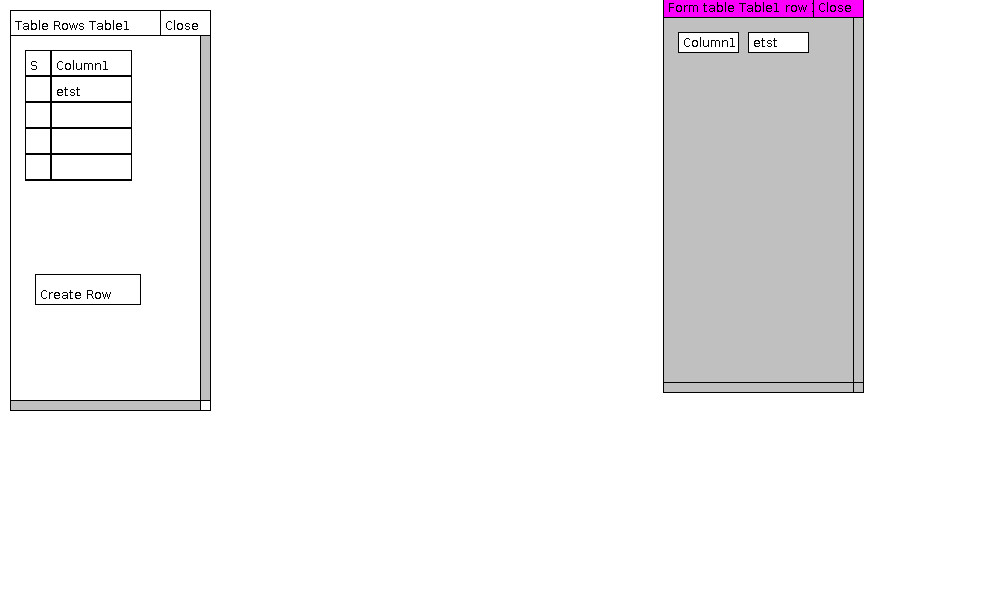 Table Rows Table1 Close
S Column1
etst
Create Row
Form table Table1 row Close
Column1 etst